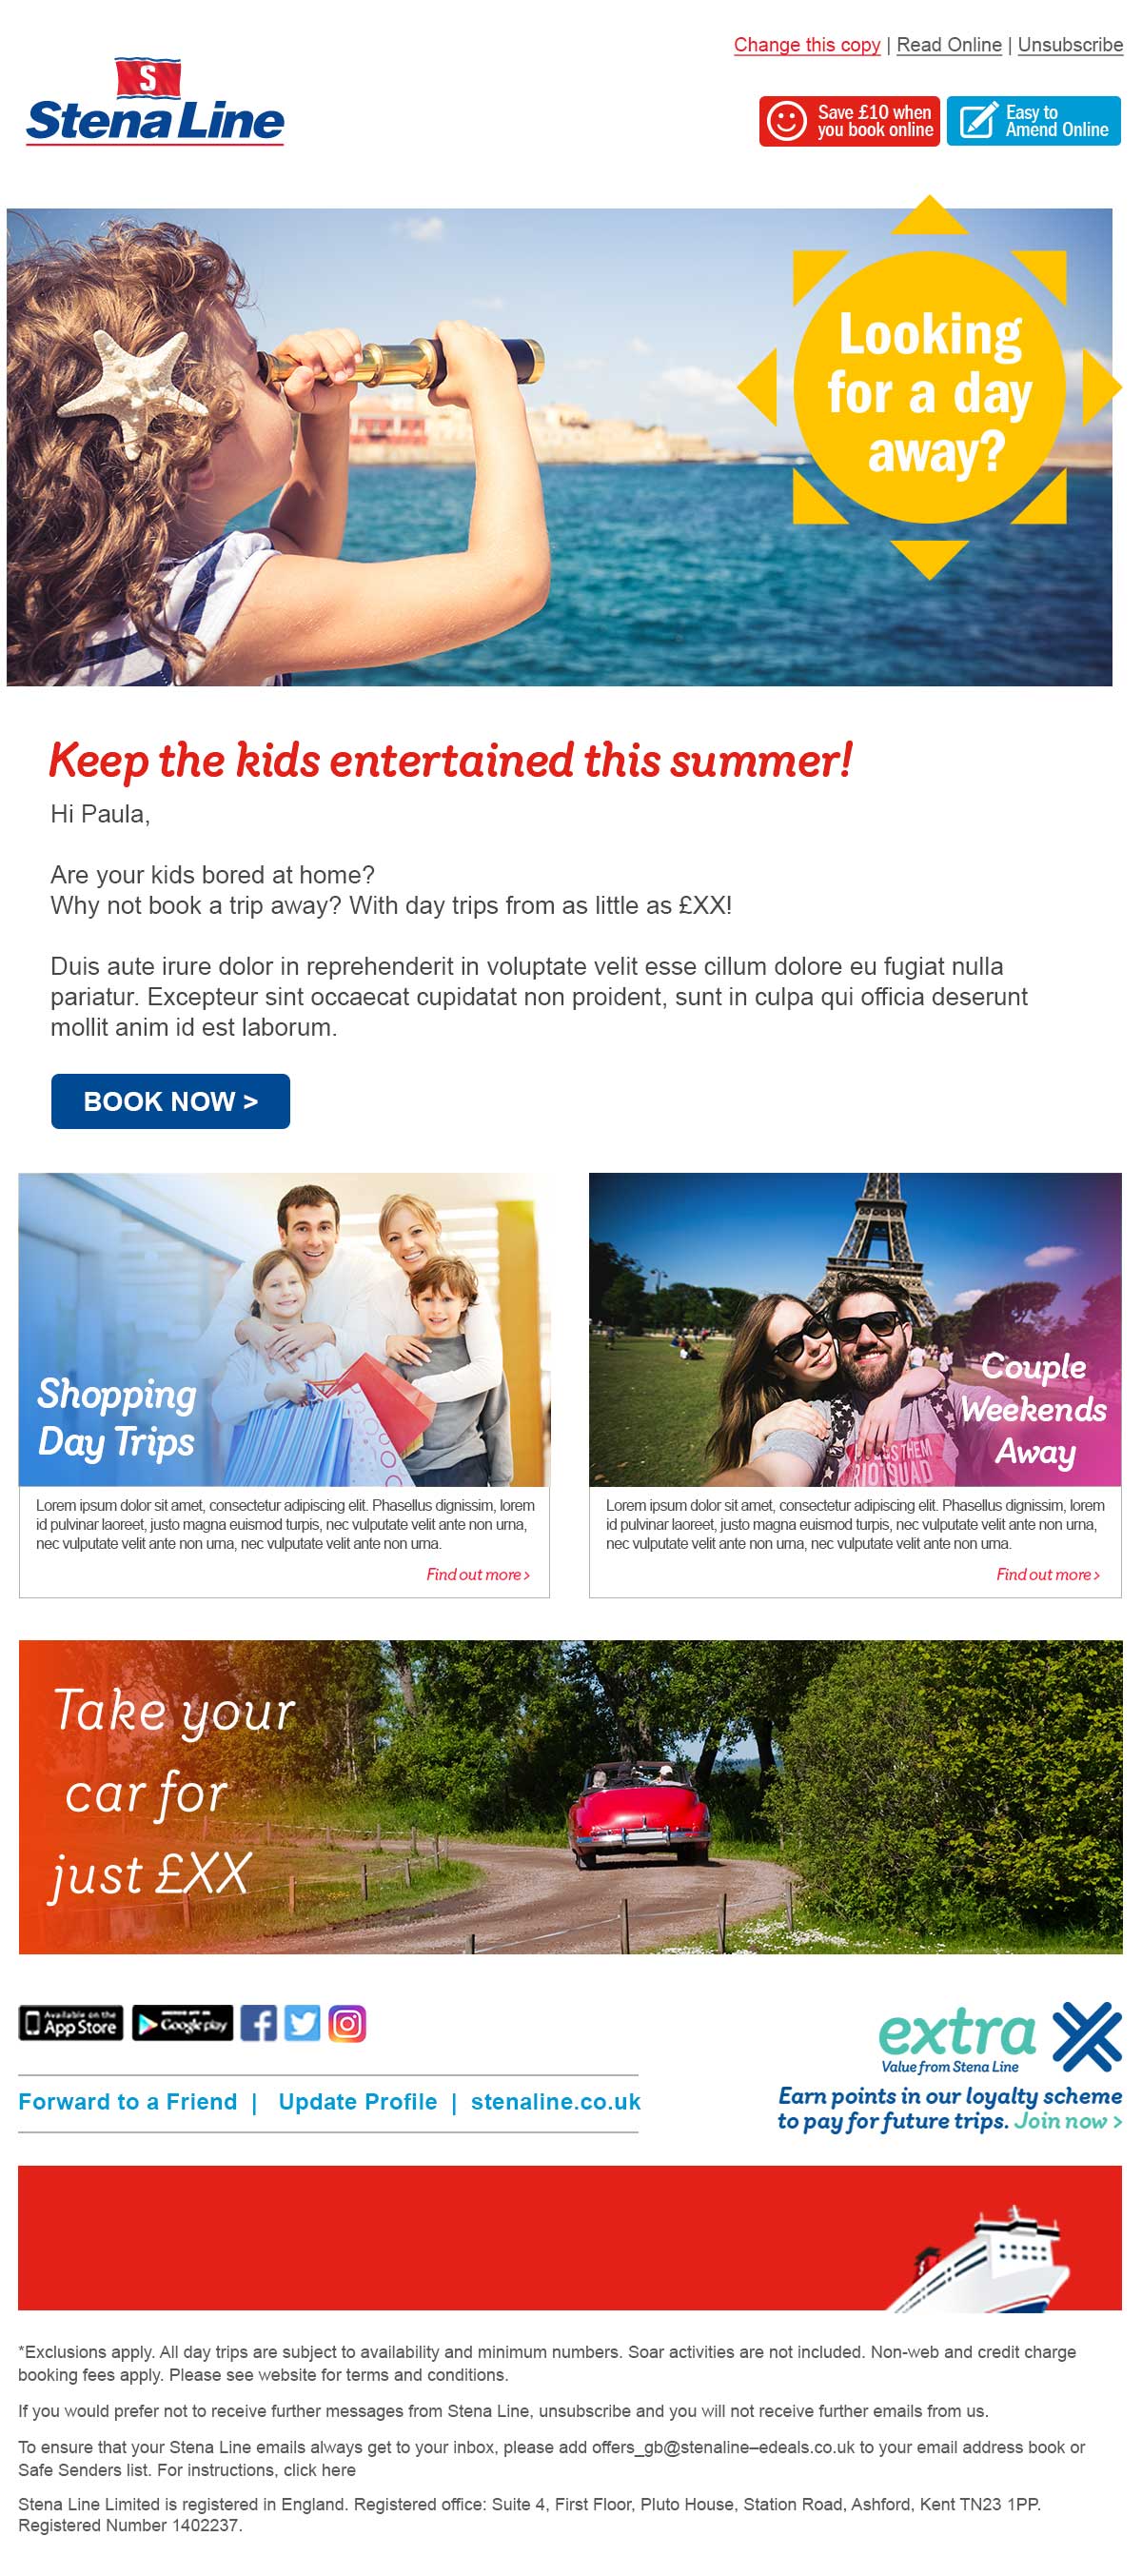 Change this copy | Read Online | Unsubscribe
S
Stena Line
Save £10 when
you book online
Easy to
Amend Online
Looking
for a day
away?
Keep the kids entertained this summer!
Hi Paula,
Are your kids bored at home?
Why not book a trip away? With day trips from as little as £XX!
Duis aute irure dolor in reprehenderit in voluptate velit esse cillum dolore eu fugiat nulla
pariatur. Excepteur sint occaecat cupidatat non proident, sunt in culpa qui officia deserunt
mollit anim id est laborum.
BOOK NOW >
Shopping
Day Trips
Lorem ipsum dolor sit amet, consectetur adipiscing elit. Phasellus dignissim, lorem
id pulvinar laoreet, justo magna euismod turpis, nec vulputate velit ante non urna,
nec vulputate velit ante non urna, nec vulputate velit ante non urna.
Find out more >
Couple
Weekends
Away
Lorem ipsum dolor sit amet, consectetur adipiscing elit. Phasellus dignissim, lorem
id pulvinar laoreet, justo magna euismod turpis, nec vulputate velit ante non urna,
nec vulputate velit ante non urna, nec vulputate velit ante non urna.
Find out more >
Take your
car for
just £XX
Available on the
App Store
Google play
extra
Value from Stena Line
Earn points in our loyalty scheme
to pay for future trips. Join now >
Forward to a Friend | Update Profile | stenaline.co.uk
*Exclusions apply. All day trips are subject to availability and minimum numbers. Soar activities are not included. Non-web and credit charge
booking fees apply. Please see website for terms and conditions.
If you would prefer not to receive further messages from Stena Line, unsubscribe and you will not receive further emails from us.
To ensure that your Stena Line emails always get to your inbox, please add offers_gb@stenaline–edeals.co.uk to your email address book or
Safe Senders list. For instructions, click here
Stena Line Limited is registered in England. Registered office: Suite 4, First Floor, Pluto House, Station Road, Ashford, Kent TN23 1PP.
Registered Number 1402237.